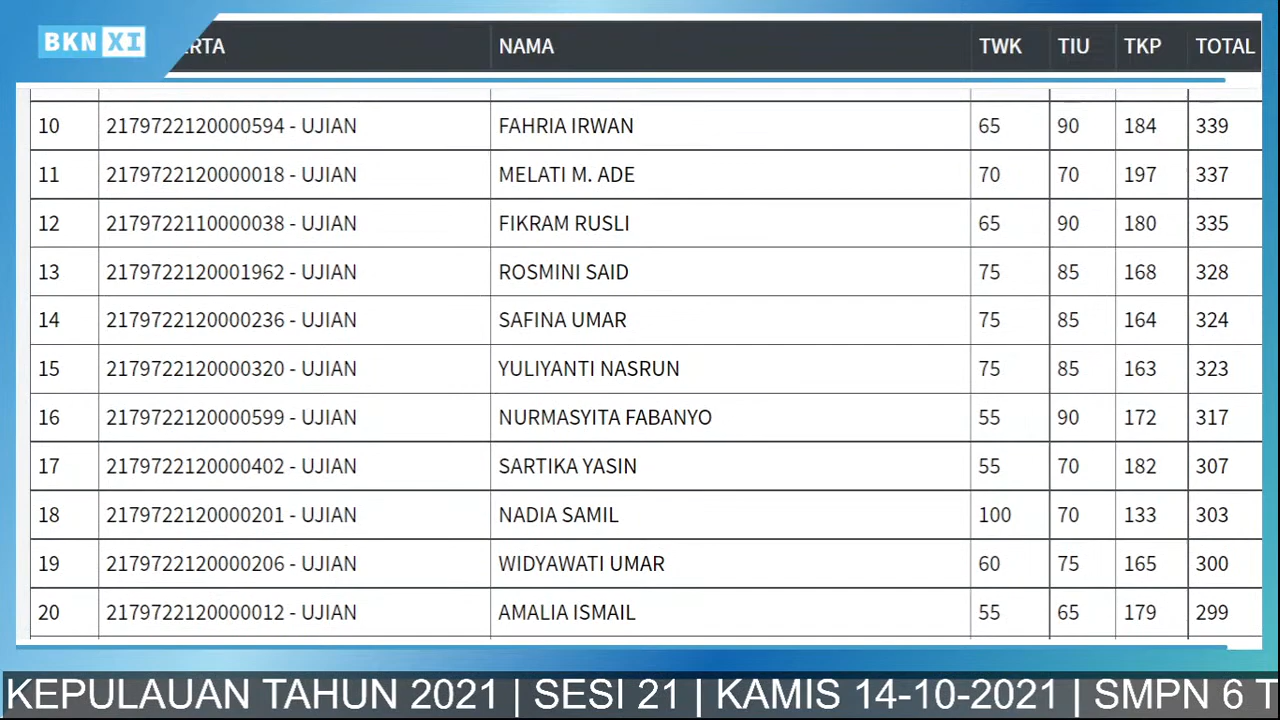 BKN XI
ERTA NAMA TWK TIU TKP TOTAL
10 2179722120000594 - UJIAN FAHRIA IRWAN 65 90 184 339
11 2179722120000018 - UJIAN MELATI M. ADE 70 70 197 337
12 2179722110000038 - UJIAN FIKRAM RUSLI 65 90 180 335
13 2179722120001962 - UJIAN ROSMINI SAID 75 85 168 328
14 2179722120000236 - UJIAN SAFINA UMAR 75 85 164 324
15 2179722120000320 - UJIAN YULIYANTI NASRUN 75 85 163 323
16 2179722120000599 - UJIAN NURMASYITA FABANYO 55 90 172 317
17 2179722120000402 - UJIAN SARTIKA YASIN 55 70 182 307
18 2179722120000201 - UJIAN NADIA SAMIL 100 70 133 303
19 2179722120000206 - UJIAN WIDYAWATI UMAR 60 75 165 300
20 2179722120000012 - UJIAN AMALIA ISMAIL 55 65 179 299
KEPULAUAN TAHUN 2021 | SESI 21 | KAMIS 14-10-2021 | SMPN 6 T